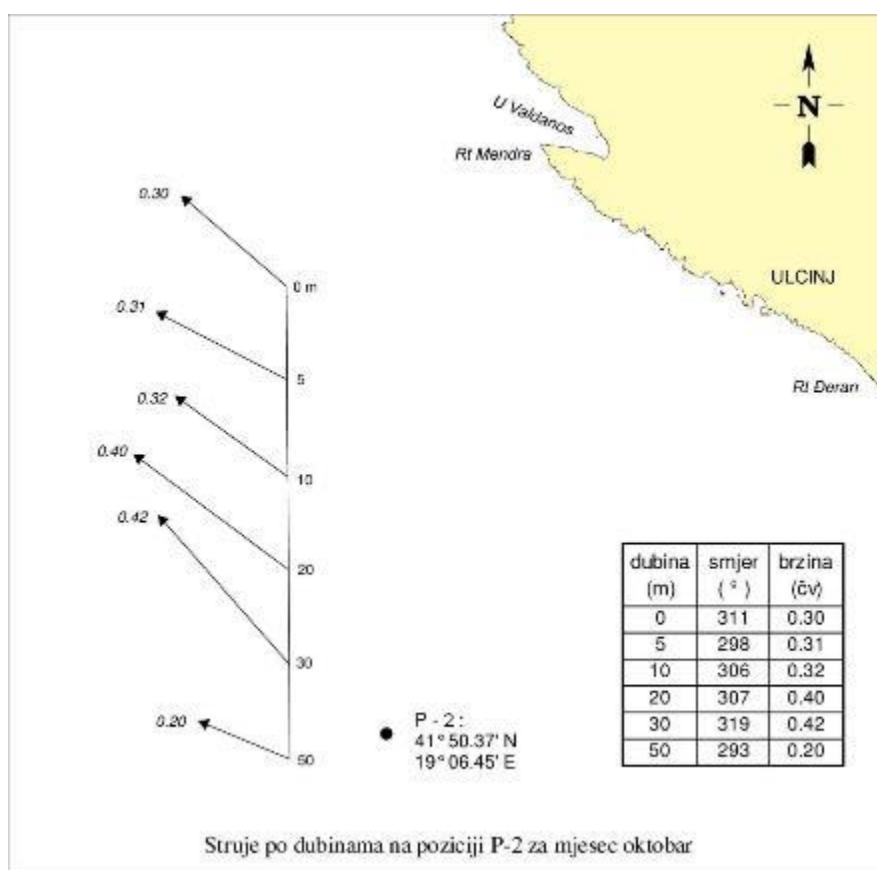 U Valdanos
N
Rt Mendra
0.30
0 m
ULCINJ
0.31
5
Rt Đeran
0.32
0.40
10
0.42
20
30
0.20
50
P - 2 :
41° 50.37' N
19° 06.45' E
dubina smjer brzina
(m) ( º ) (čv)
0 311 0.30
5 298 0.31
10 306 0.32
20 307 0.40
30 319 0.42
50 293 0.20
Struje po dubinama na poziciji P-2 za mjesec oktobar